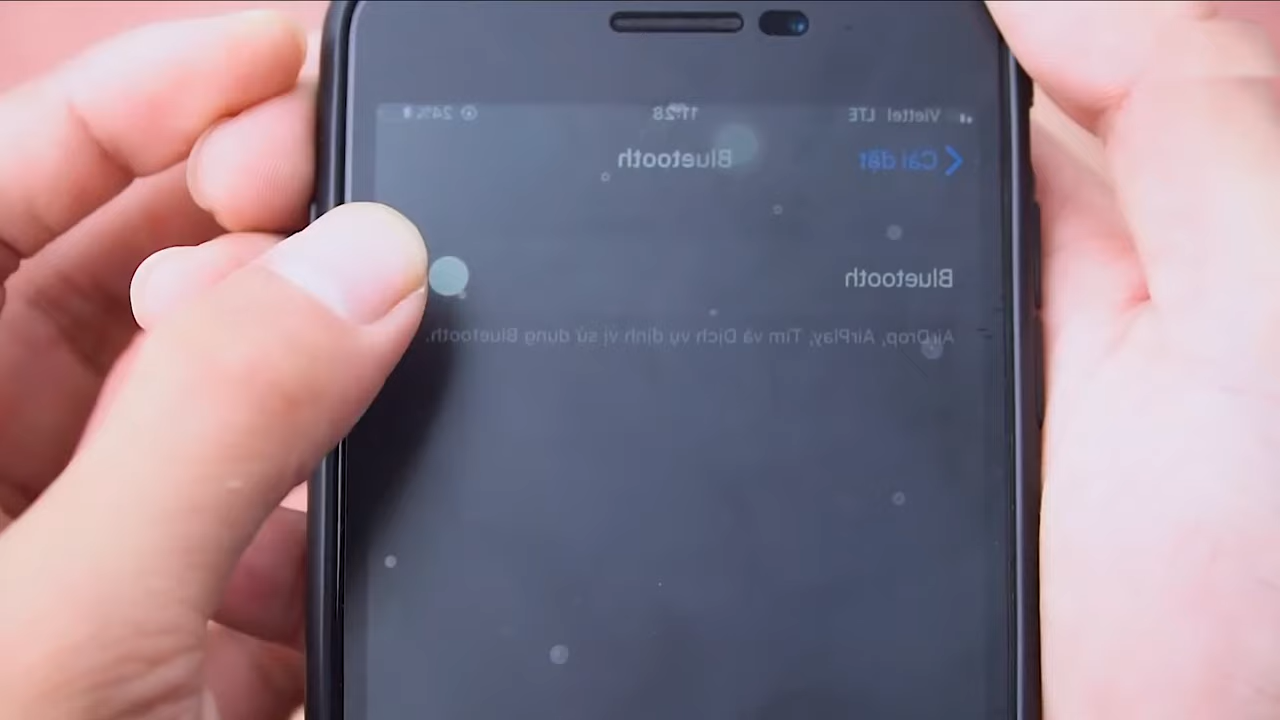 Viettel LTE 11:28 24%
Cài đặt Bluetooth
Bluetooth
AirDrop, AirPlay, Tìm và Dịch vụ định vị sử dụng Bluetooth.